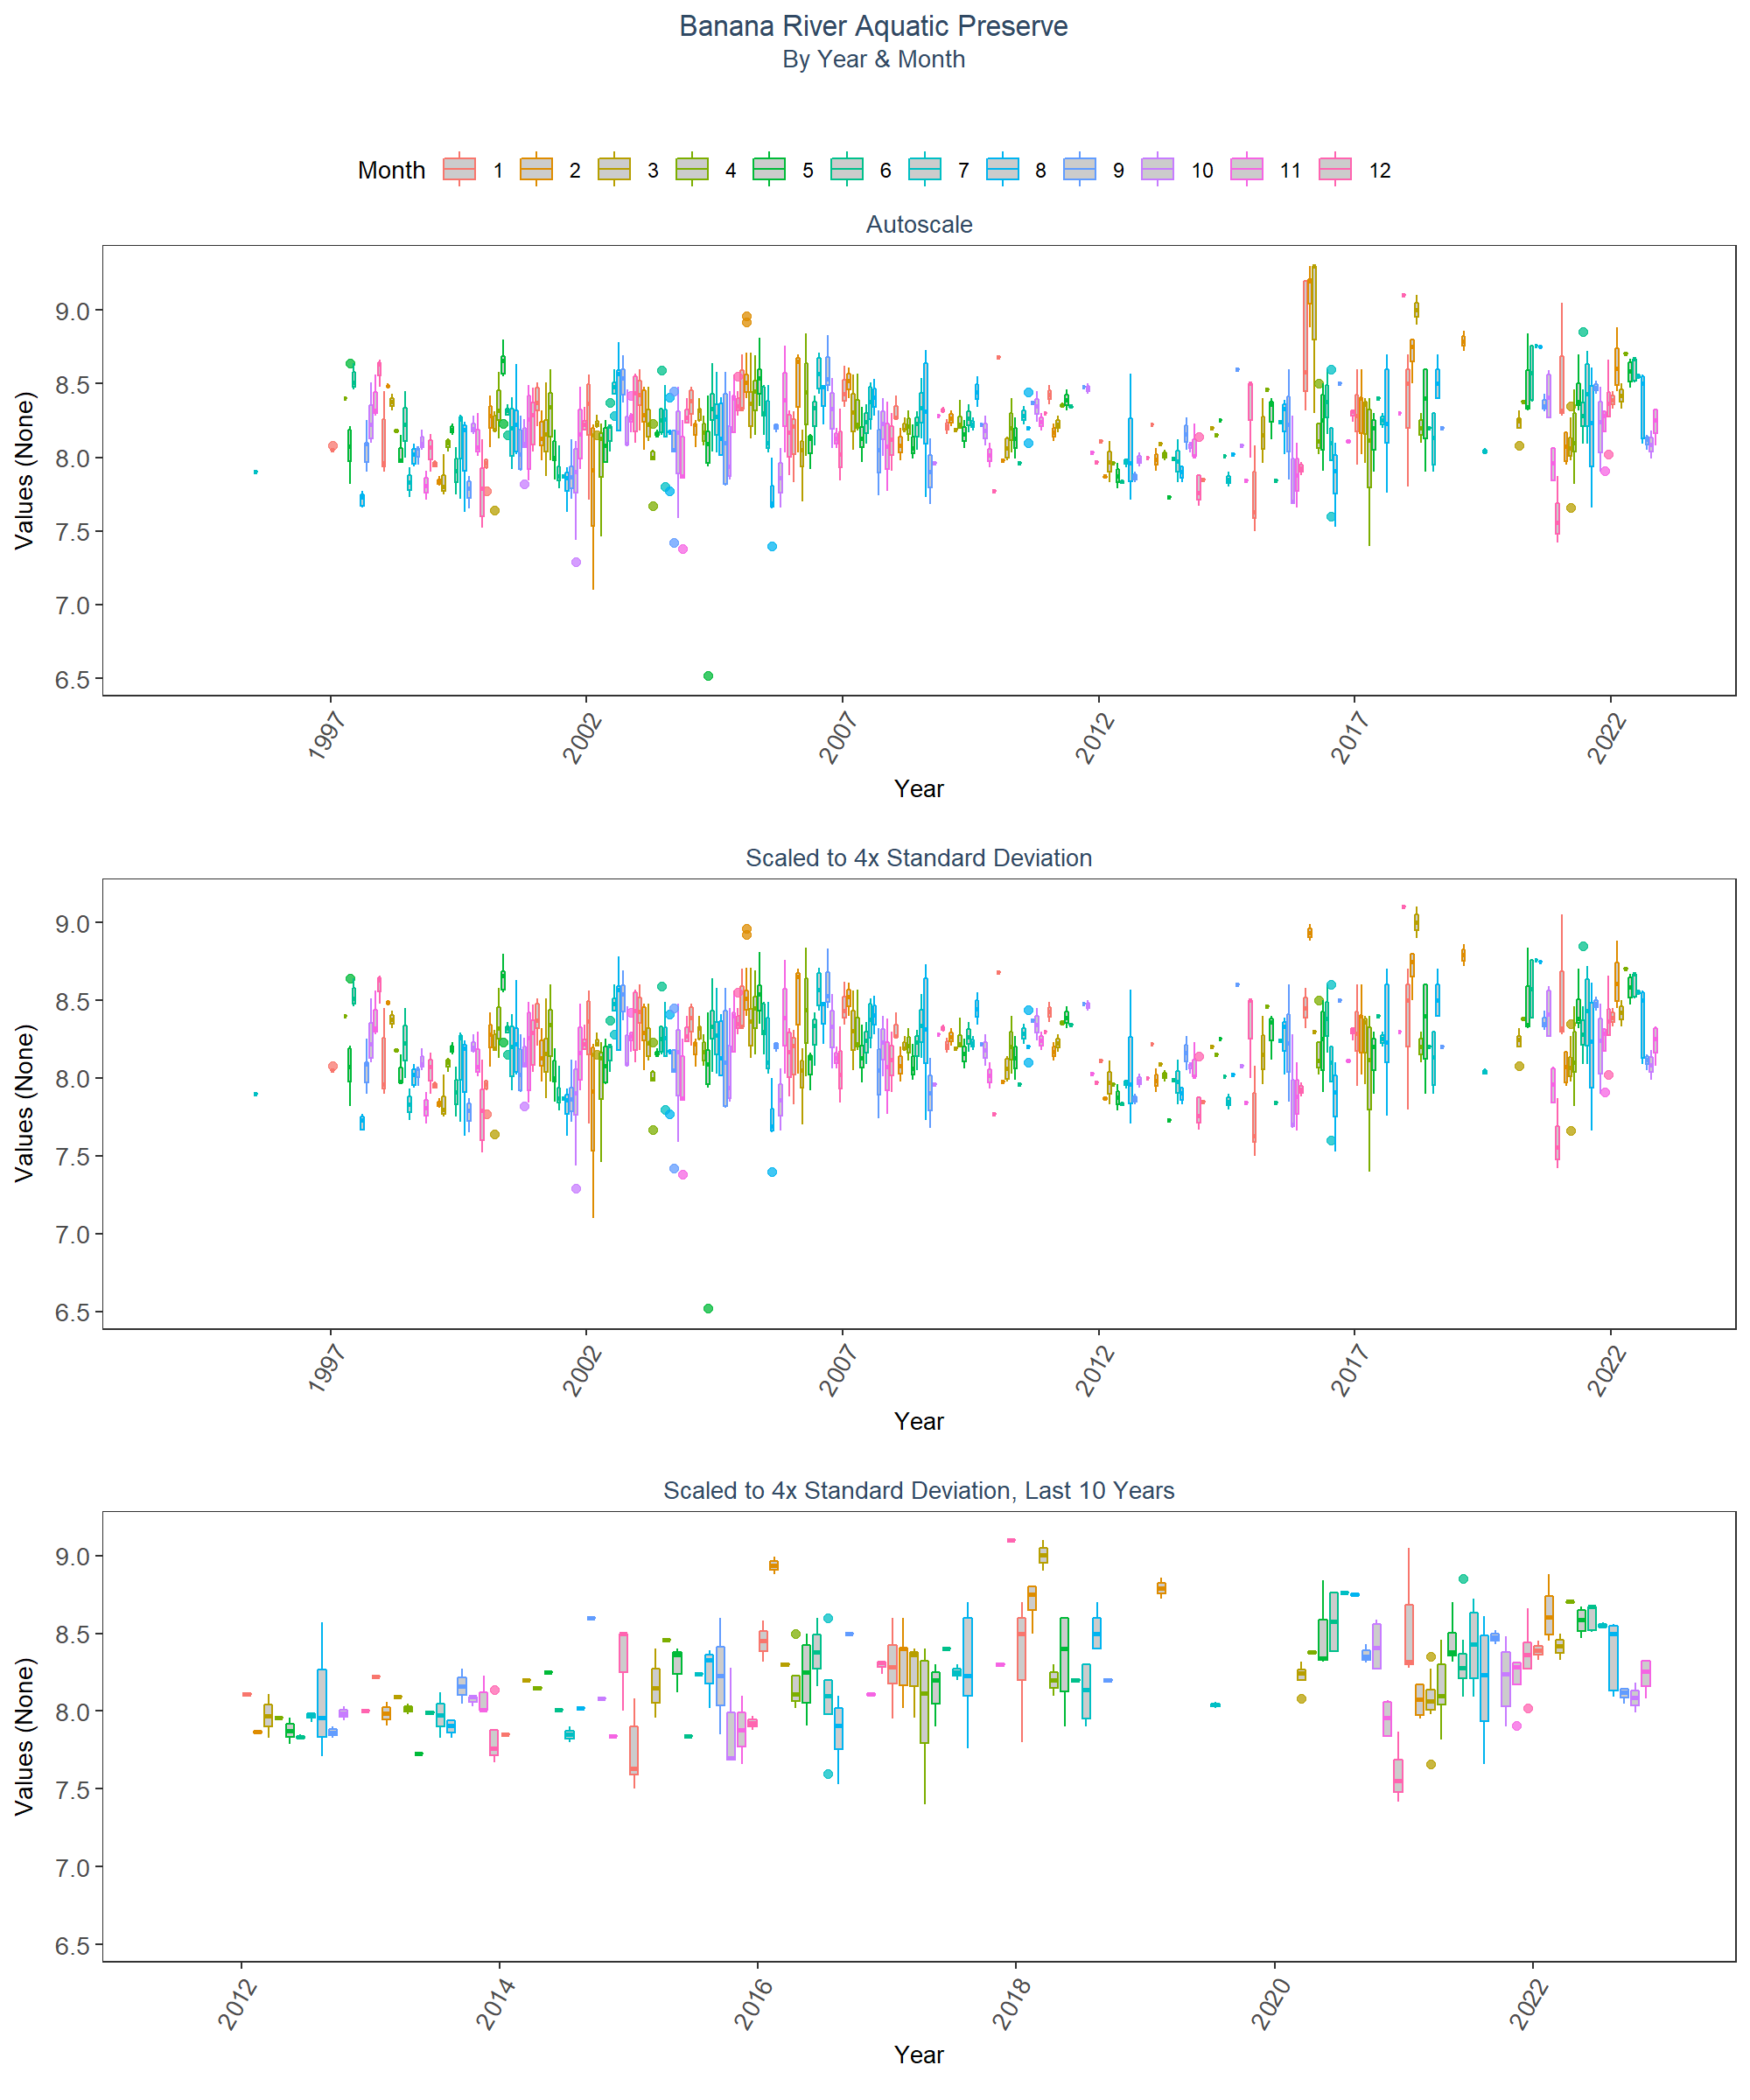 Banana River Aquatic Preserve
By Year & Month
Month 1 2 3 4 5 6 7 8 9 10 11 12
Autoscale
Values (None)
9.0
8.5
8.0
7.5
7.0
6.5
1997 2002 2007 2012 2017 2022
Year
Scaled to 4x Standard Deviation
Values (None)
9.0
8.5
8.0
7.5
7.0
6.5
1997 2002 2007 2012 2017 2022
Year
Scaled to 4x Standard Deviation, Last 10 Years
Values (None)
9.0
8.5
8.0
7.5
7.0
6.5
2012 2014 2016 2018 2020 2022
Year